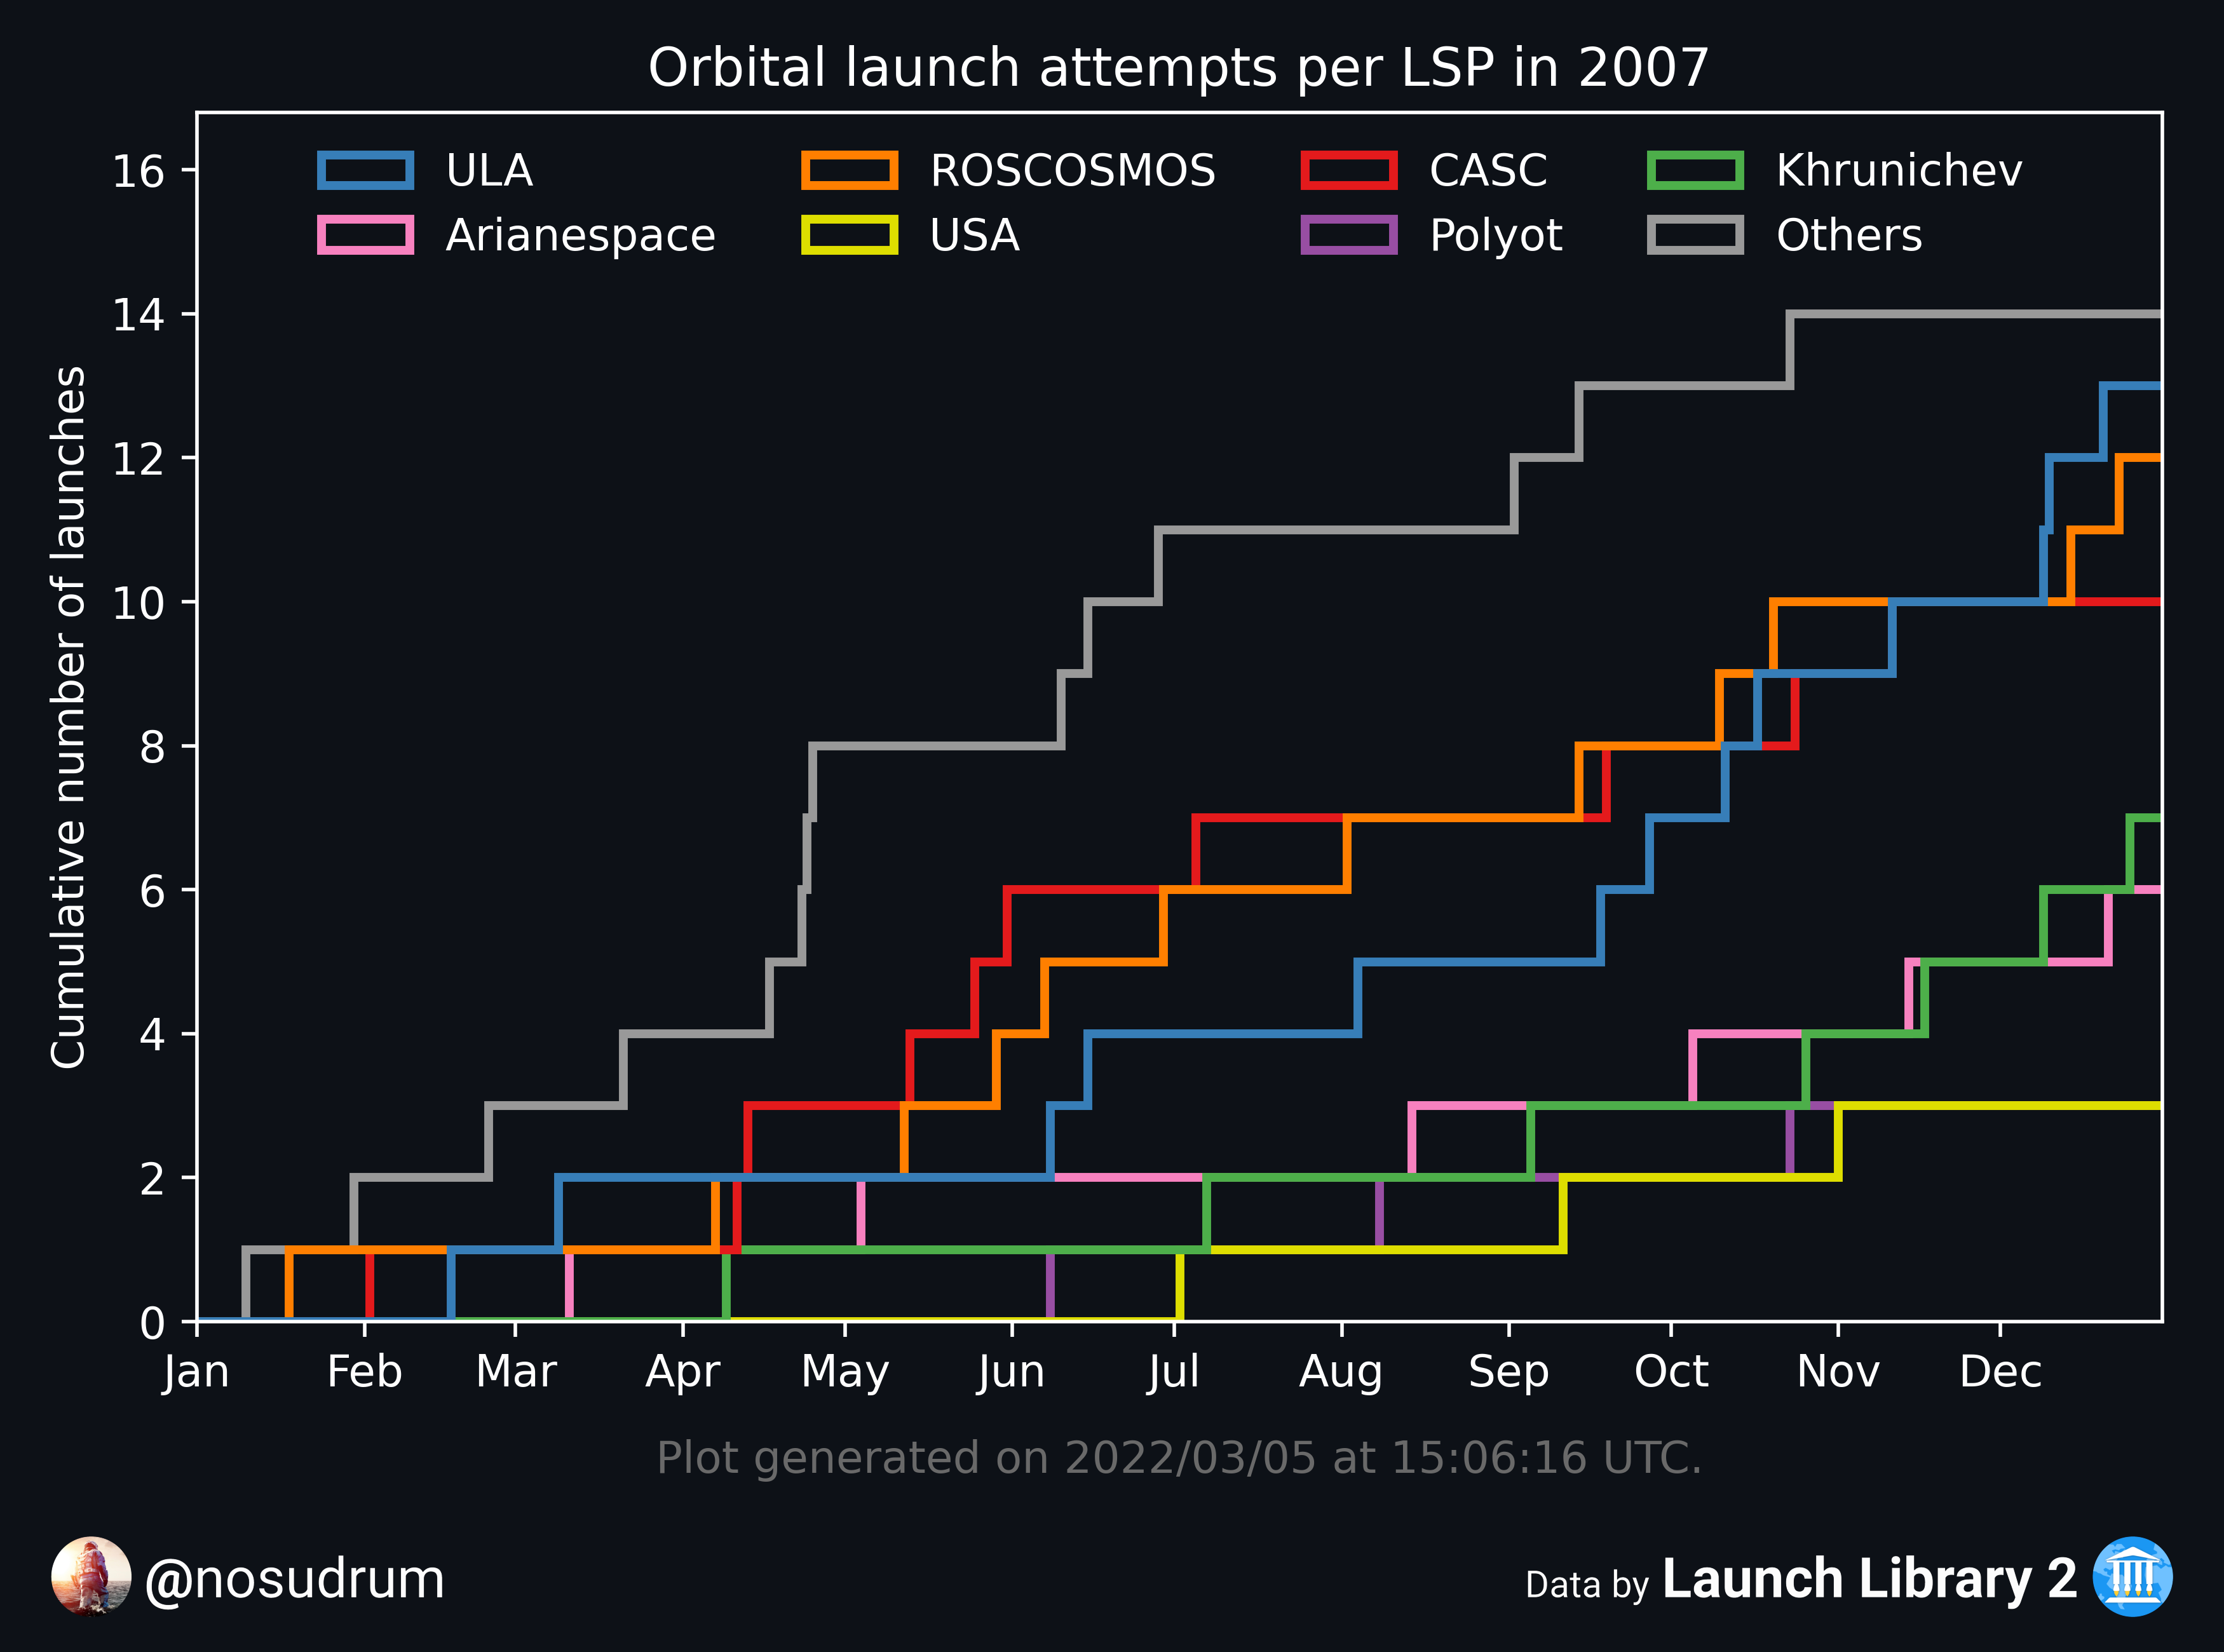 Orbital launch attempts per LSP in 2007
ULA ROSCOSMOS CASC Khrunichev
Arianespace USA Polyot Others
Cumulative number of launches
16
14
12
10
8
6
4
2
0
Jan Feb Mar Apr May Jun Jul Aug Sep Oct Nov Dec
Plot generated on 2022/03/05 at 15:06:16 UTC.
@nosudrum
Data by Launch Library 2